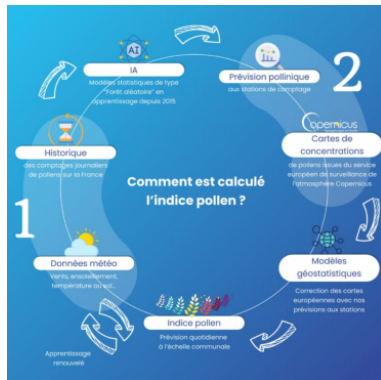 AI
IA
Modèles statistiques de type
"Forêt aléatoire" en
apprentissage depuis 2015
Prévision pollinique
aux stations de comptage
2
Copernicus
Cartes de
concentrations
de pollens issues du service
européen de surveillance de
l'atmosphère Copernicus
Historique
des comptages journaliers
de pollens sur la France
1
Comment est calculé
l'indice pollen ?
Données météo
Vents, ensoleillement,
température au sol...
Modèles
géostatistiques
Correction des cartes
européennes avec nos
prévisions aux stations
Indice pollen
Prévision quotidienne
à l'échelle communale
Apprentissage
renouvelé